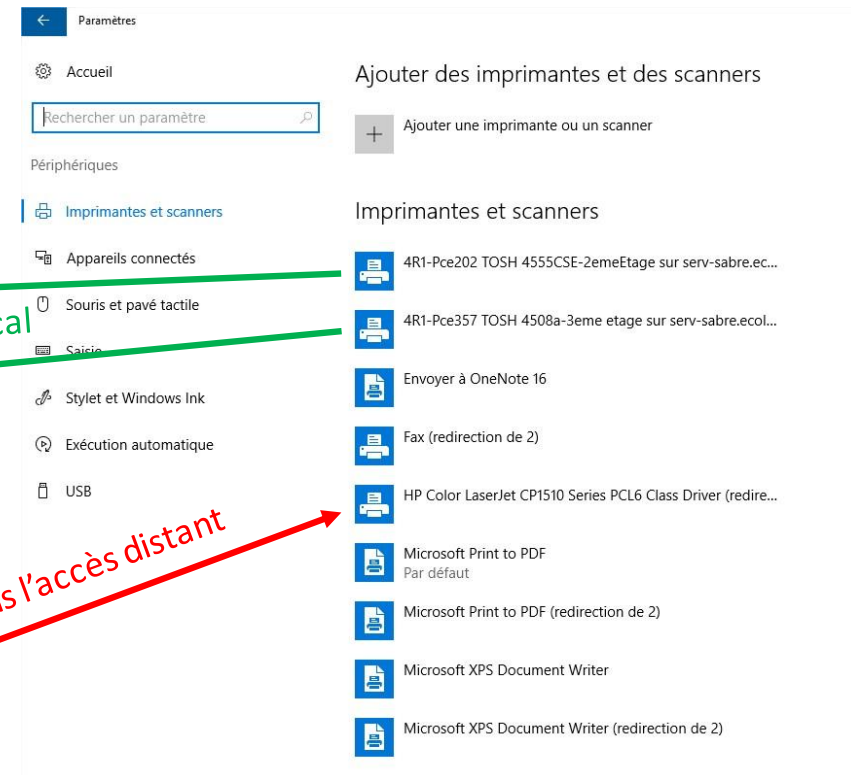 Paramètres
Accueil
Rechercher un paramètre
Périphériques
Imprimantes et scanners
Appareils connectés
Souris et pavé tactile
Saisie
Stylet et Windows Ink
Exécution automatique
USB
l'accès distant
Ajouter des imprimantes et des scanners
Ajouter une imprimante ou un scanner
Imprimantes et scanners
4R1-Pce202 TOSH 4555CSE-2emeEtage sur serv-sabre.ec...
4R1-Pce357 TOSH 4508a-3eme etage sur serv-sabre.ecol...
Envoyer à OneNote 16
Fax (redirection de 2)
HP Color LaserJet CP1510 Series PCL6 Class Driver (redire...
Microsoft Print to PDF
Par défaut
Microsoft Print to PDF (redirection de 2)
Microsoft XPS Document Writer
Microsoft XPS Document Writer (redirection de 2)